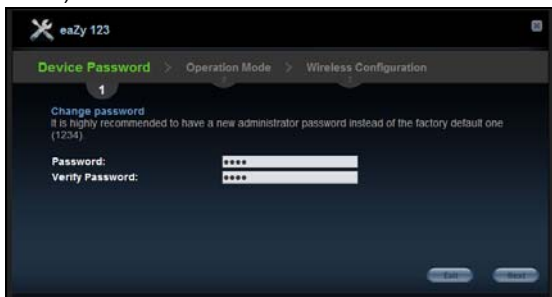 eaZy 123
Device Password > Operation Mode > Wireless Configuration
1
Change password
It is highly recommended to have a new administrator password instead of the factory default one
(1234)
Password: ••••
Verify Password: ••••
Exit Next